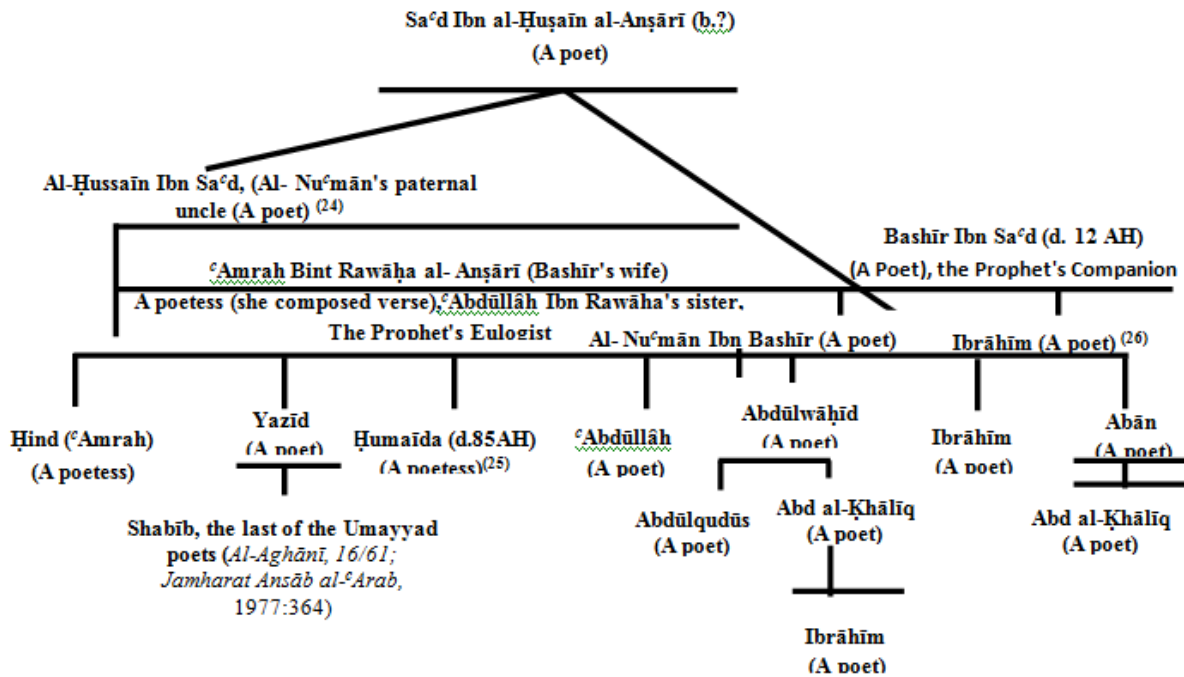 Saᶜd Ibn al-Ḥuṣaīn al-Anṣārī (b.?)
(A poet)
Al-Ḥussaīn Ibn Saᶜd, (Al- Nuᶜmān's paternal
uncle (A poet) ⁽²⁴⁾
Bashīr Ibn Saᶜd (d. 12 AH)
(A Poet), the Prophet's Companion
ᶜAmrah Bint Rawāḥa al- Anṣārī (Bashīr's wife)
A poetess (she composed verse),ᶜAbdūllâh Ibn Rawāha's sister,
The Prophet's Eulogist
Al- Nuᶜmān Ibn Bashīr (A poet)
Ibrāhīm (A poet) ⁽²⁶⁾
Ḥind (ᶜAmrah)
(A poetess)
Yazīd
(A poet)
Ḥumaīda (d.85AH)
(A poetess)⁽²⁵⁾
ᶜAbdūllâh
(A poet)
Abdūlwāḥīd
(A poet)
Ibrāhīm
(A poet)
Abān
(A poet)
Shabīb, the last of the Umayyad
poets (Al-Aghānī, 16/61;
Jamharat Ansāb al-ᶜArab,
1977:364)
Abdūlqudūs
(A poet)
Abd al-Ḳhālīq
(A poet)
Abd al-Ḳhālīq
(A poet)
Ibrāhīm
(A poet)